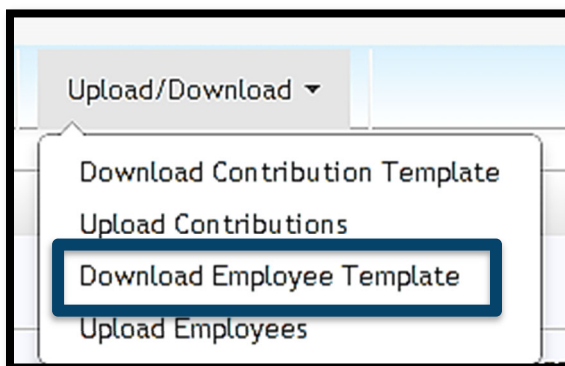 Upload/Download
Download Contribution Template
Upload Contributions
Download Employee Template
Upload Employees